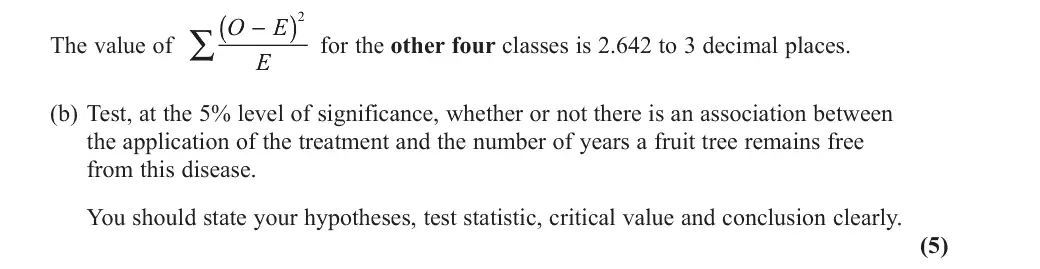 The value of $\sum \frac{(O - E)^2}{E}$ for the other four classes is 2.642 to 3 decimal places.
(b) Test, at the 5% level of significance, whether or not there is an association between
the application of the treatment and the number of years a fruit tree remains free
from this disease.
You should state your hypotheses, test statistic, critical value and conclusion clearly.
(5)